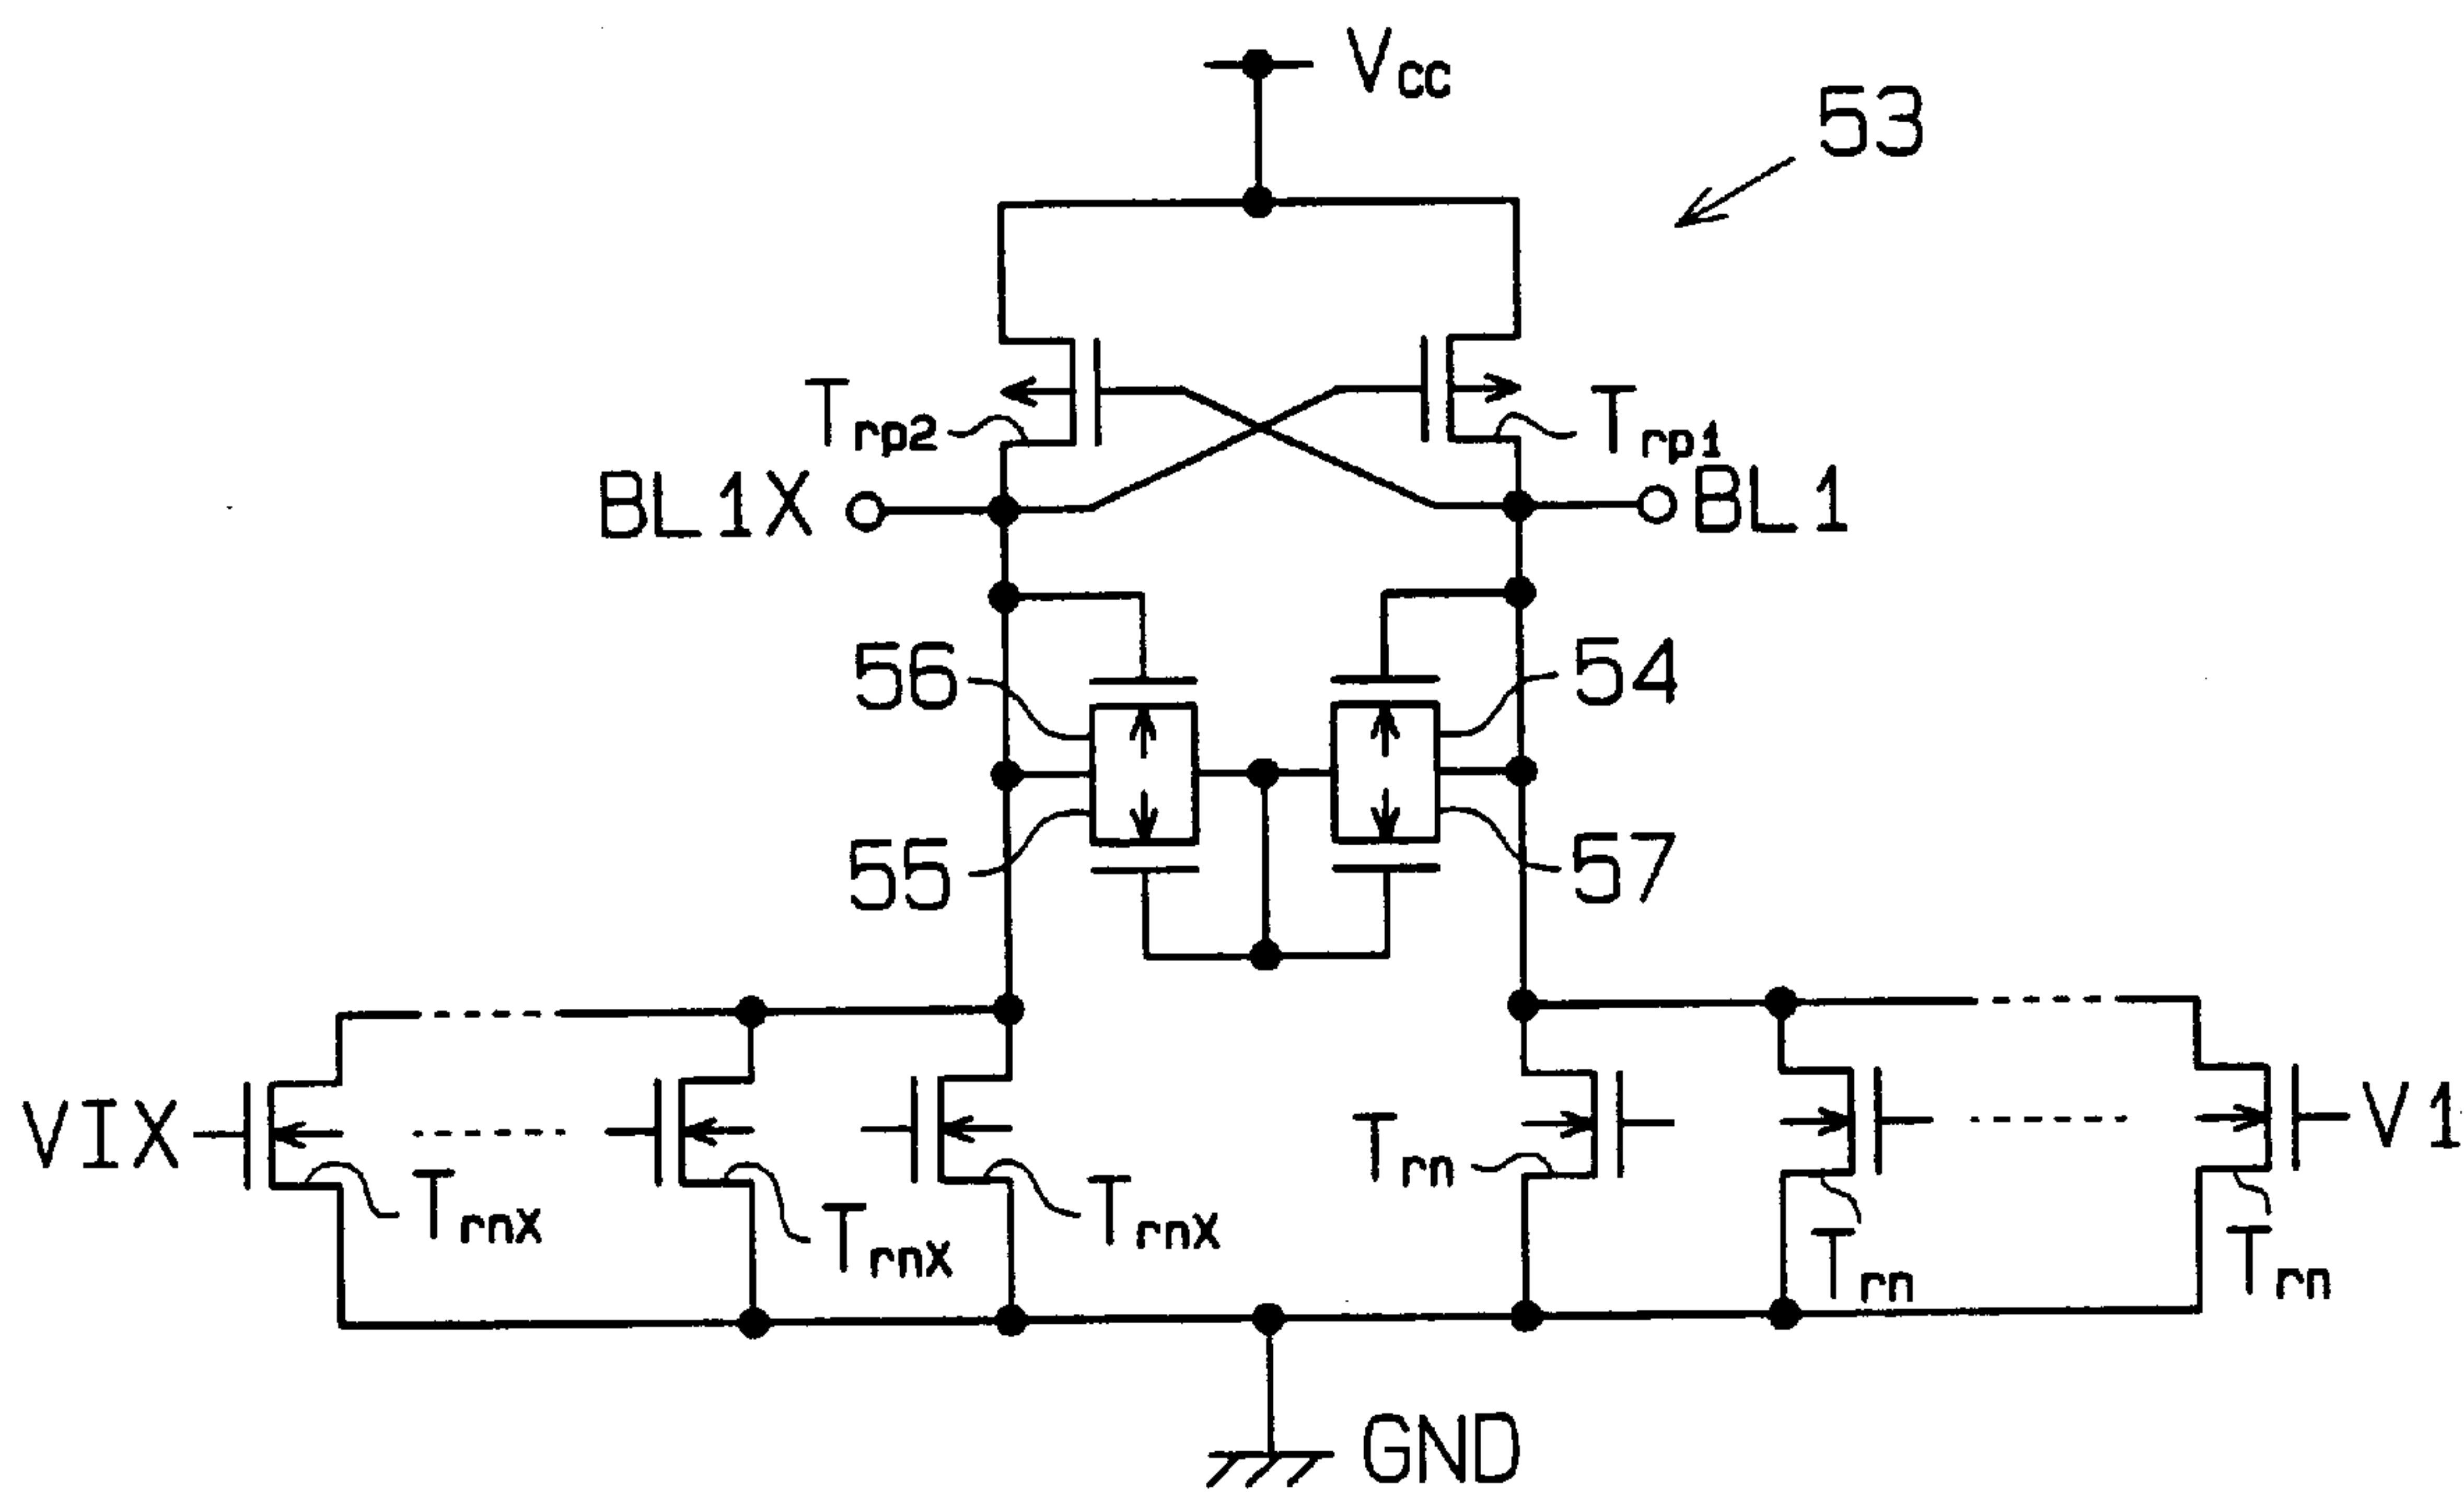 Vcc
53
Trp2
Trp1
BL1X
BL1
56
54
55
57
VIX
V1
Trn
TrnX
TrnX
TrnX
Trn
Trn
GND